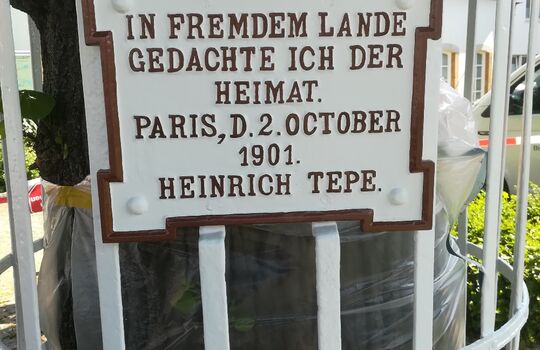 IN FREMDEM LANDE
GEDACHTE ICH DER
HEIMAT.
PARIS, D. 2. OCTOBER
1901.
HEINRICH TEPE.